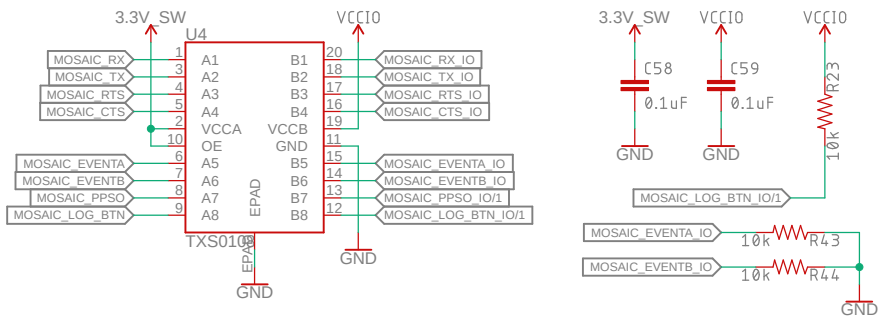 3.3V_SW
VCCIO
U4
MOSAIC_RX 1 A1 B1 20 MOSAIC_RX_IO
MOSAIC_TX 3 A2 B2 18 MOSAIC_TX_IO
MOSAIC_RTS 4 A3 B3 17 MOSAIC_RTS_IO
MOSAIC_CTS 5 A4 B4 16 MOSAIC_CTS_IO
2 VCCA VCCB 19
10 OE GND 11
MOSAIC_EVENTA 6 A5 B5 15 MOSAIC_EVENTA_IO
MOSAIC_EVENTB 7 A6 B6 14 MOSAIC_EVENTB_IO
MOSAIC_PPSO 8 A7 B7 13 MOSAIC_PPSO_IO/1
MOSAIC_LOG_BTN 9 A8 B8 12 MOSAIC_LOG_BTN_IO/1
EPAD
TXS0108
EPAD
GND
GND
3.3V_SW
VCCIO
VCCIO
C58
0.1uF
GND
C59
0.1uF
GND
R23
10k
MOSAIC_LOG_BTN_IO/1
MOSAIC_EVENTA_IO
10k
R43
MOSAIC_EVENTB_IO
10k
R44
GND